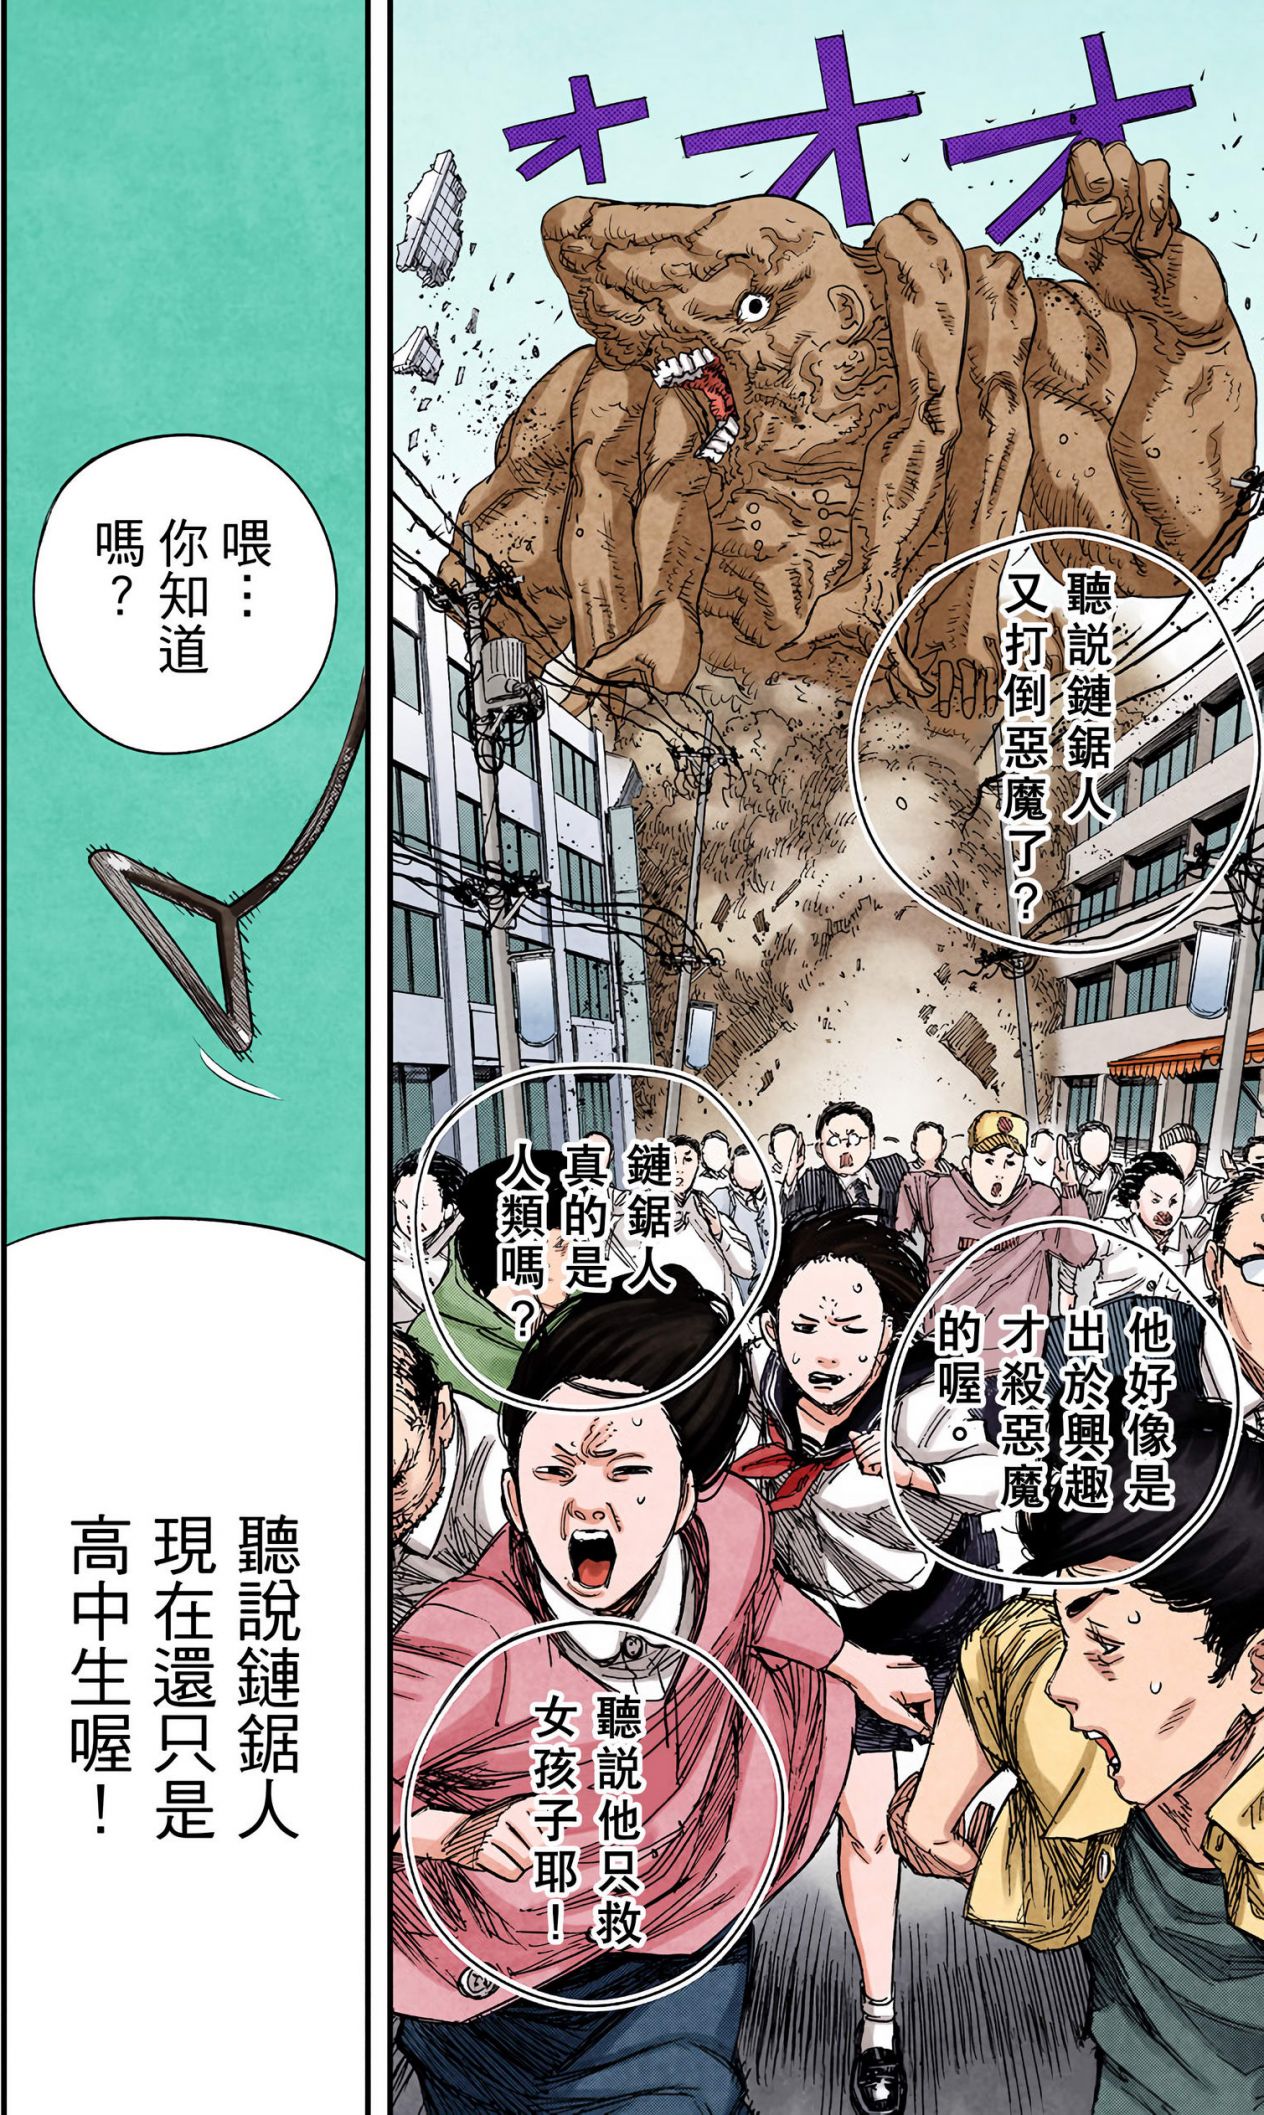 オオオ
聽説鏈鋸人
又打倒惡魔了?
他好像是
出於興趣
才殺惡魔
的喔。
鏈鋸人
真的是
人類嗎?
聽說他只救
女孩子耶!
喂…
你知道
嗎?
聽說鏈鋸人
現在還只是
高中生喔!